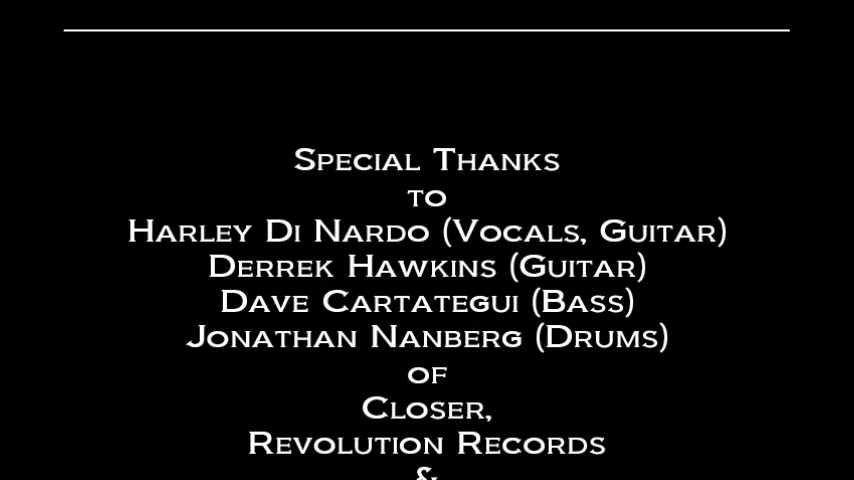 Special Thanks
to
Harley Di Nardo (Vocals, Guitar)
Derrek Hawkins (Guitar)
Dave Cartategui (Bass)
Jonathan Nanberg (Drums)
of
Closer,
Revolution Records
&